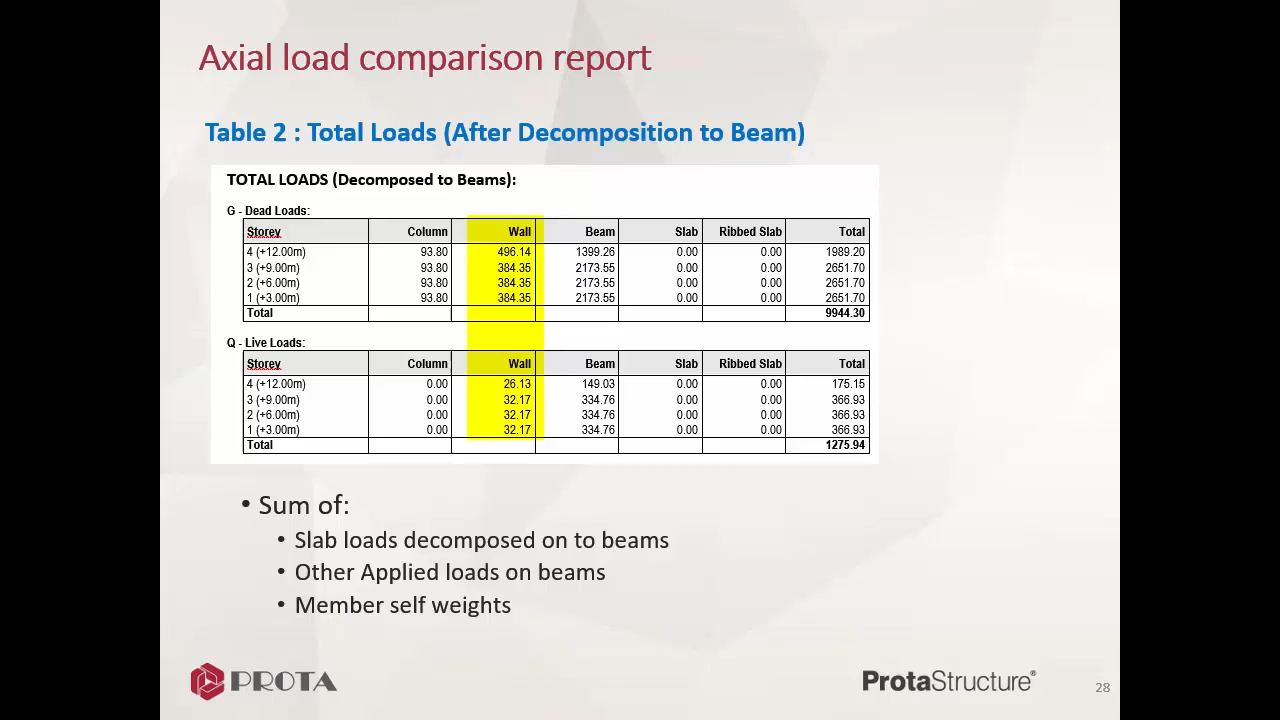 Axial load comparison report
Table 2 : Total Loads (After Decomposition to Beam)
TOTAL LOADS (Decomposed to Beams):
G - Dead Loads:
Storey Column Wall Beam Slab Ribbed Slab Total
4 (+12.00m) 93.80 496.14 1399.26 0.00 0.00 1989.20
3 (+9.00m) 93.80 384.35 2173.55 0.00 0.00 2651.70
2 (+6.00m) 93.80 384.35 2173.55 0.00 0.00 2651.70
1 (+3.00m) 93.80 384.35 2173.55 0.00 0.00 2651.70
Total 9944.30
Q - Live Loads:
Storey Column Wall Beam Slab Ribbed Slab Total
4 (+12.00m) 0.00 26.13 149.03 0.00 0.00 175.15
3 (+9.00m) 0.00 32.17 334.76 0.00 0.00 366.93
2 (+6.00m) 0.00 32.17 334.76 0.00 0.00 366.93
1 (+3.00m) 0.00 32.17 334.76 0.00 0.00 366.93
Total 1275.94
• Sum of:
• Slab loads decomposed on to beams
• Other Applied loads on beams
• Member self weights
PROTA
ProtaStructure®
28